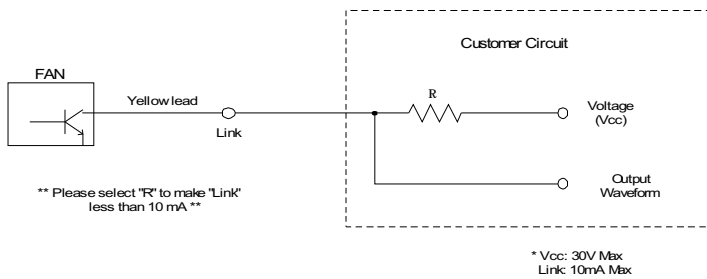 Customer Circuit
FAN
Yellow lead
Link
R
Voltage
(Vcc)
Output
Waveform
** Please select "R" to make "Link"
less than 10 mA **
* Vcc: 30V Max
Link: 10mA Max